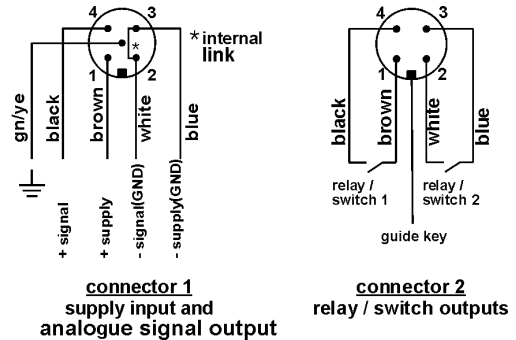 4 3
* internal
link
*
1 2
gn/ye
black
brown
white
blue
+ signal
+ supply
- signal(GND)
- supply(GND)
connector 1
supply input and
analogue signal output
4 3
1 2
black
brown
white
blue
relay /
switch 1
relay /
switch 2
guide key
connector 2
relay / switch outputs